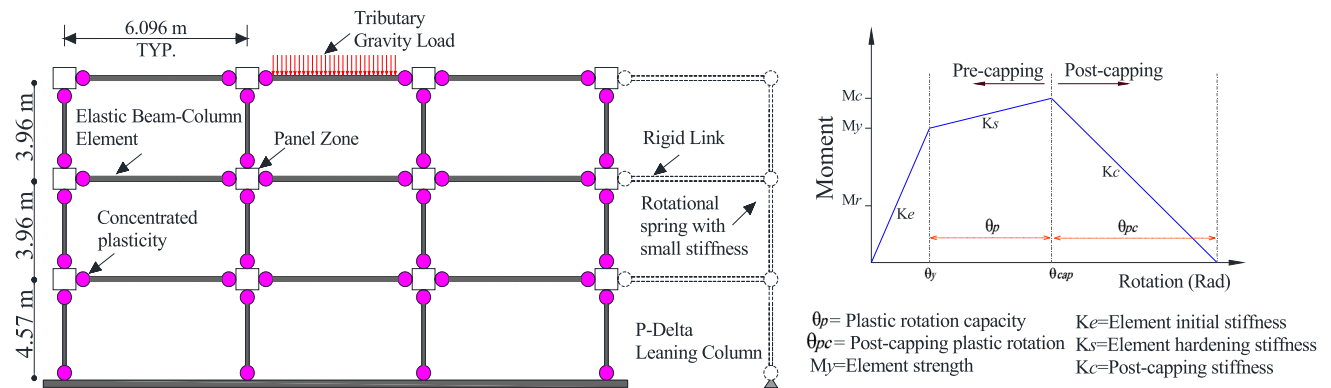 6.096 m
TYP.
Tributary
Gravity Load
3.96 m
Elastic Beam-Column
Element
Panel Zone
Rigid Link
3.96 m
Concentrated
plasticity
Rotational
spring with
small stiffness
4.57 m
P-Delta
Leaning Column
Pre-capping
Post-capping
Moment
Mc
My
Mr
Ks
Ke
Kc
θp
θpc
θy
θcap
Rotation (Rad)
θp= Plastic rotation capacity
θpc= Post-capping plastic rotation
My=Element strength
Ke=Element initial stiffness
Ks=Element hardening stiffness
Kc=Post-capping stiffness